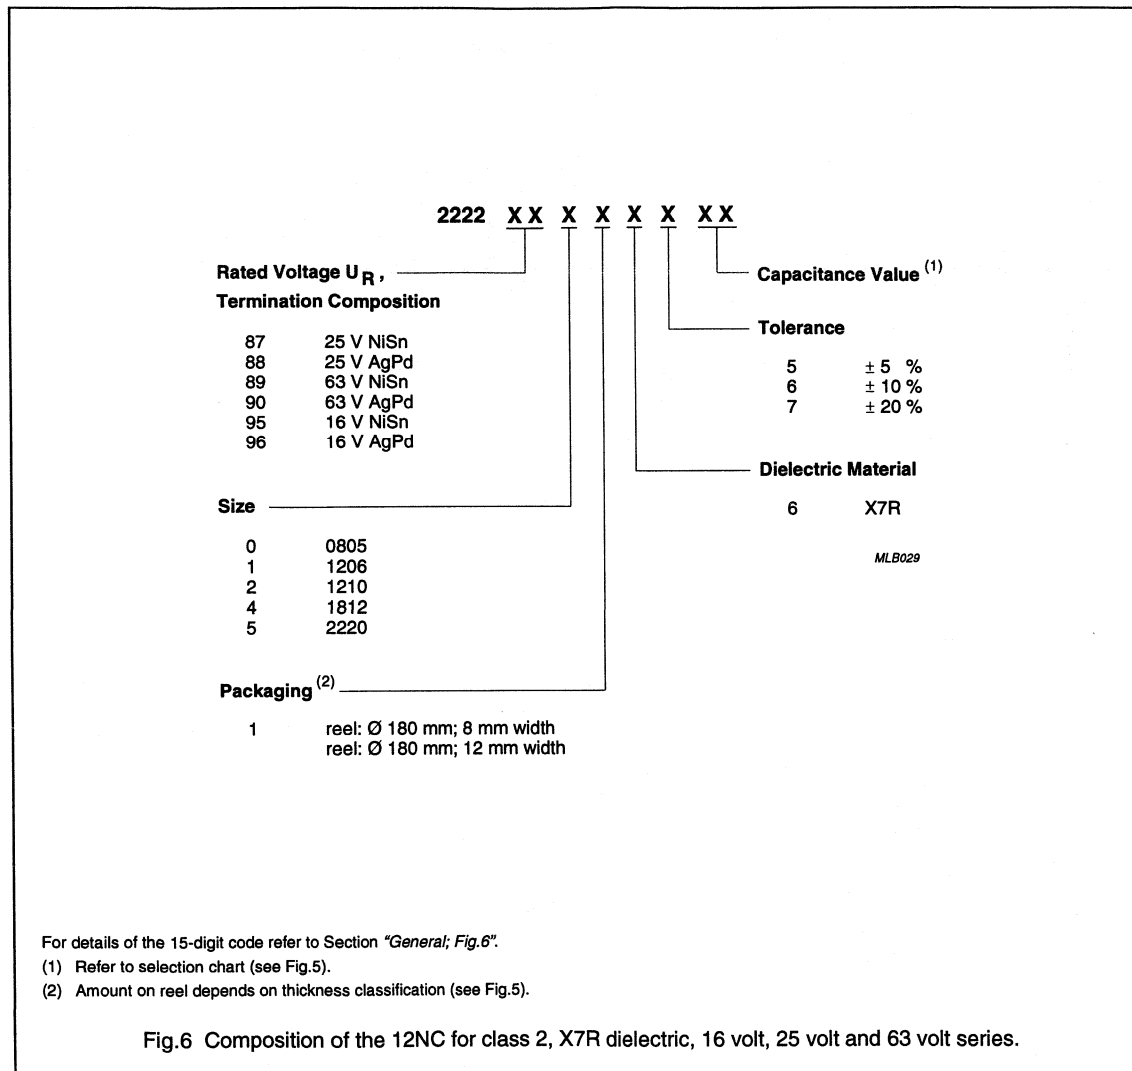 2222 XX X X X X XX
Rated Voltage UR,
Termination Composition
87 25 V NiSn
88 25 V AgPd
89 63 V NiSn
90 63 V AgPd
95 16 V NiSn
96 16 V AgPd
Size
0 0805
1 1206
2 1210
4 1812
5 2220
Packaging (2)
1 reel: Ø 180 mm; 8 mm width
reel: Ø 180 mm; 12 mm width
Capacitance Value (1)
Tolerance
5 ± 5 %
6 ± 10 %
7 ± 20 %
Dielectric Material
6 X7R
MLB029
For details of the 15-digit code refer to Section "General; Fig.6".
(1) Refer to selection chart (see Fig.5).
(2) Amount on reel depends on thickness classification (see Fig.5).
Fig.6 Composition of the 12NC for class 2, X7R dielectric, 16 volt, 25 volt and 63 volt series.